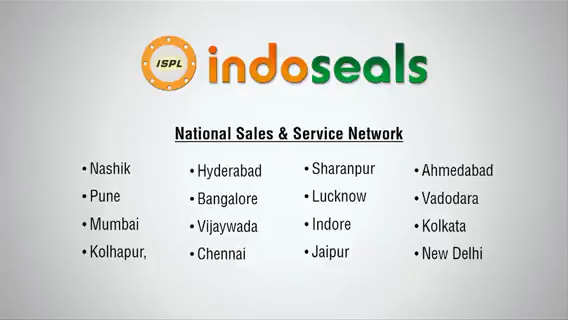 ISPL
indoseals
National Sales & Service Network
• Nashik
• Pune
• Mumbai
• Kolhapur,
• Hyderabad
• Bangalore
• Vijaywada
• Chennai
• Sharanpur
• Lucknow
• Indore
• Jaipur
• Ahmedabad
• Vadodara
• Kolkata
• New Delhi